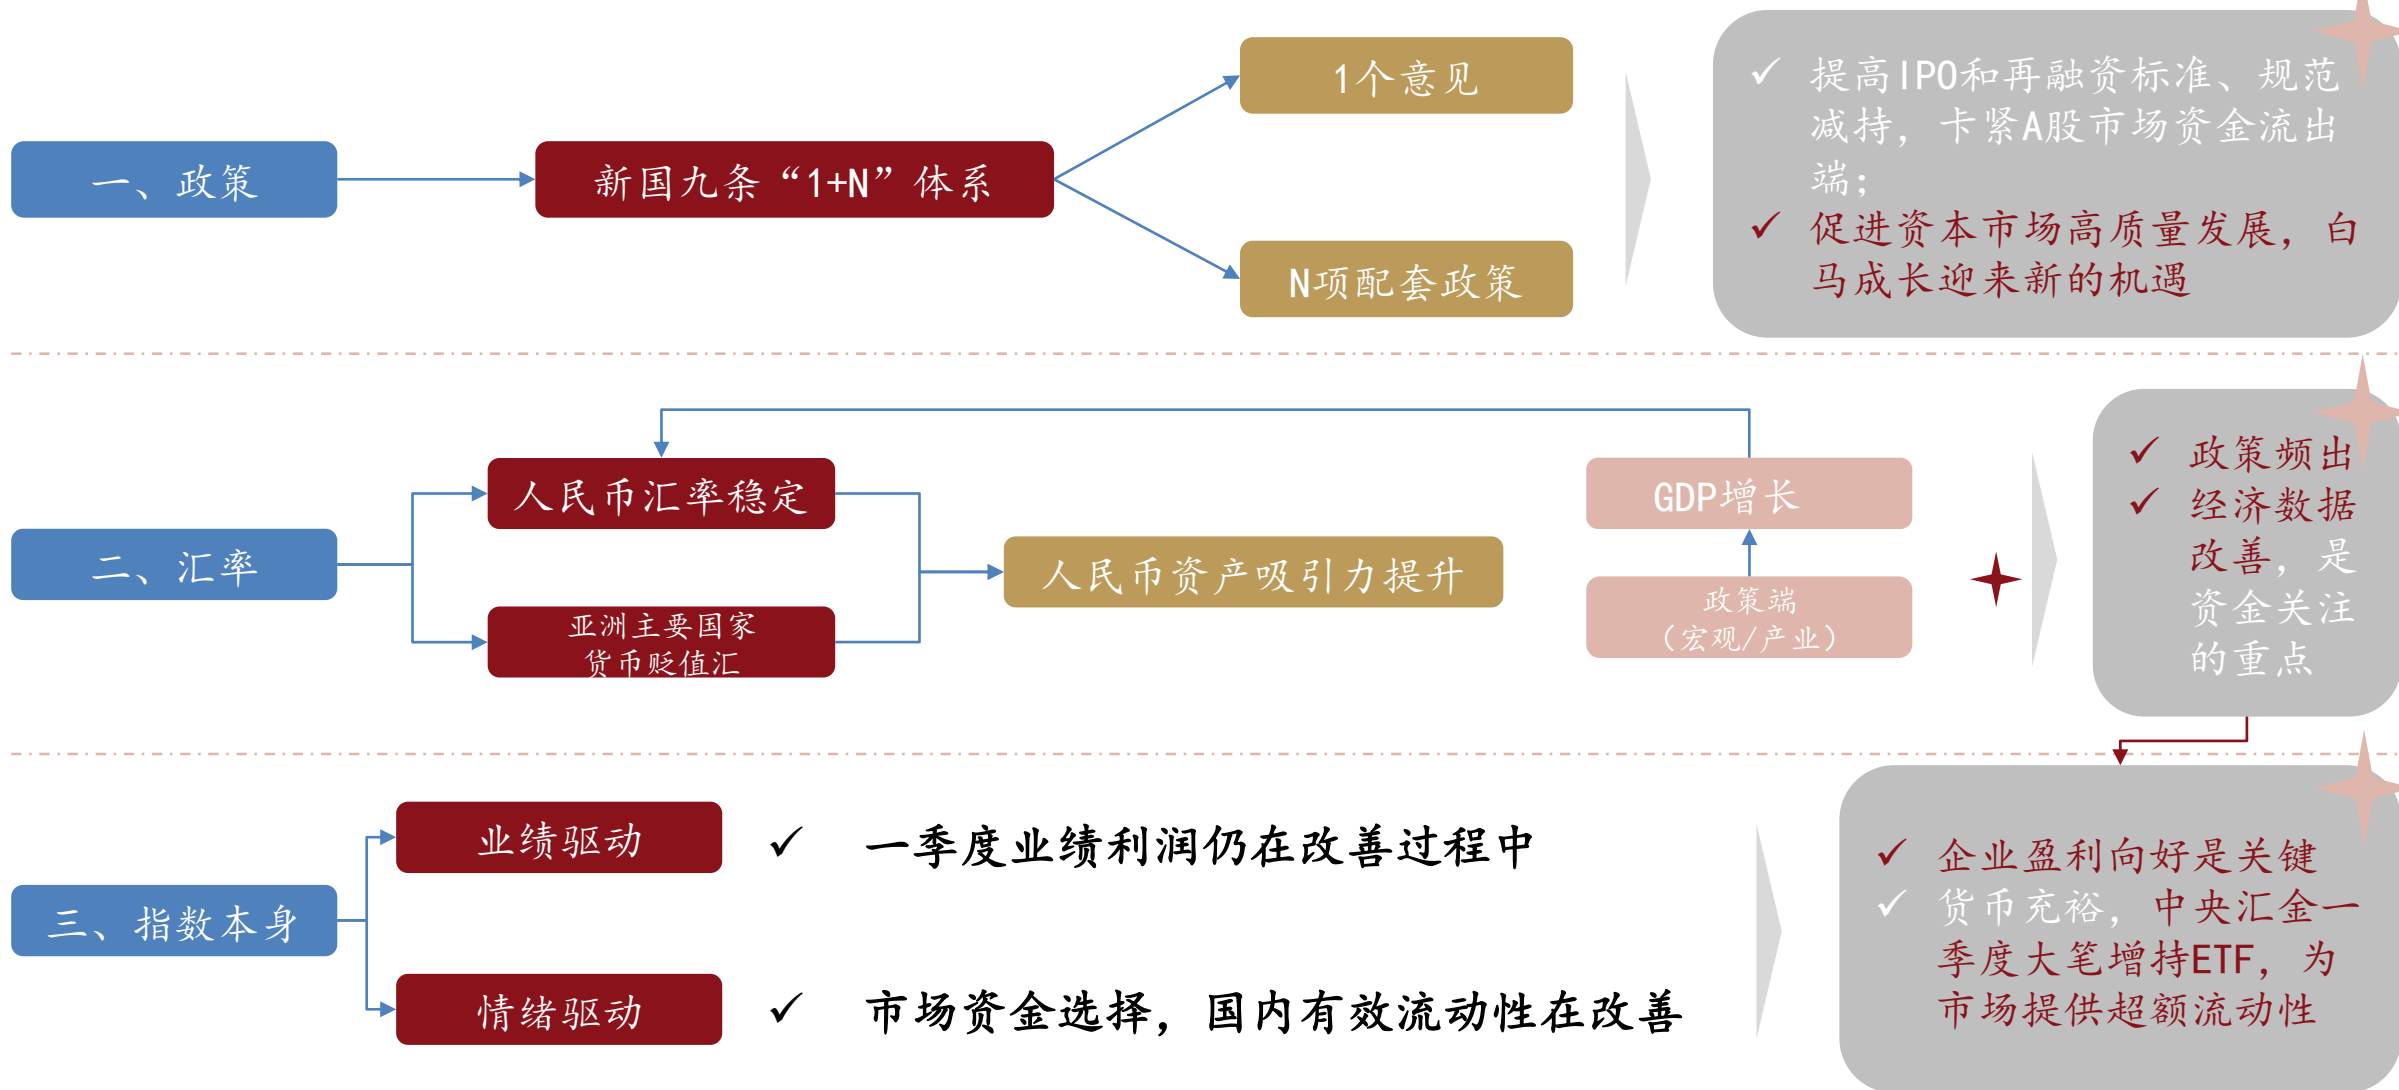 一、政策
新国九条“1+N”体系
1个意见
N项配套政策
提高IPO和再融资标准、规范
减持，卡紧A股市场资金流出
端；
促进资本市场高质量发展，白
马成长迎来新的机遇
二、汇率
人民币汇率稳定
亚洲主要国家
货币贬值汇
人民币资产吸引力提升
GDP增长
政策端
（宏观/产业）
政策频出
经济数据
改善，是
资金关注
的重点
三、指数本身
业绩驱动
一季度业绩利润仍在改善过程中
情绪驱动
市场资金选择，国内有效流动性在改善
企业盈利向好是关键
货币充裕，中央汇金一
季度大笔增持ETF，为
市场提供超额流动性